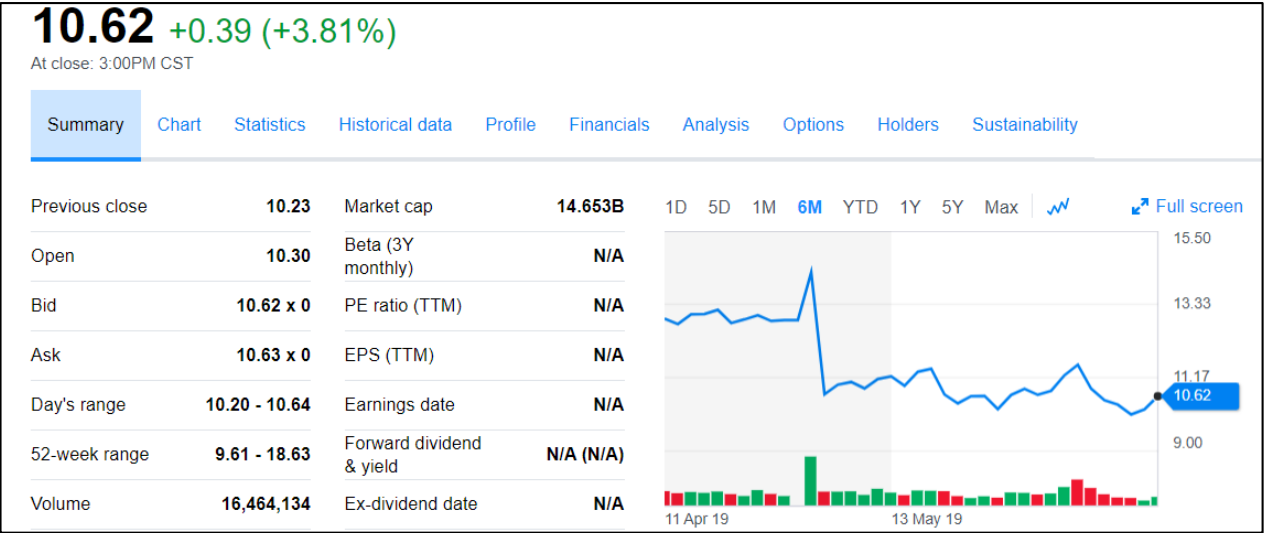 10.62 +0.39 (+3.81%)
At close: 3:00PM CST
Summary Chart Statistics Historical data Profile Financials Analysis Options Holders Sustainability
Previous close 10.23
Open 10.30
Bid 10.62 x 0
Ask 10.63 x 0
Day's range 10.20 - 10.64
52-week range 9.61 - 18.63
Volume 16,464,134
Market cap 14.653B
Beta (3Y
monthly) N/A
PE ratio (TTM) N/A
EPS (TTM) N/A
Earnings date N/A
Forward dividend
& yield N/A (N/A)
Ex-dividend date N/A
1D 5D 1M 6M YTD 1Y 5Y Max Full screen
15.50
13.33
11.17
10.62
9.00
11 Apr 19 13 May 19